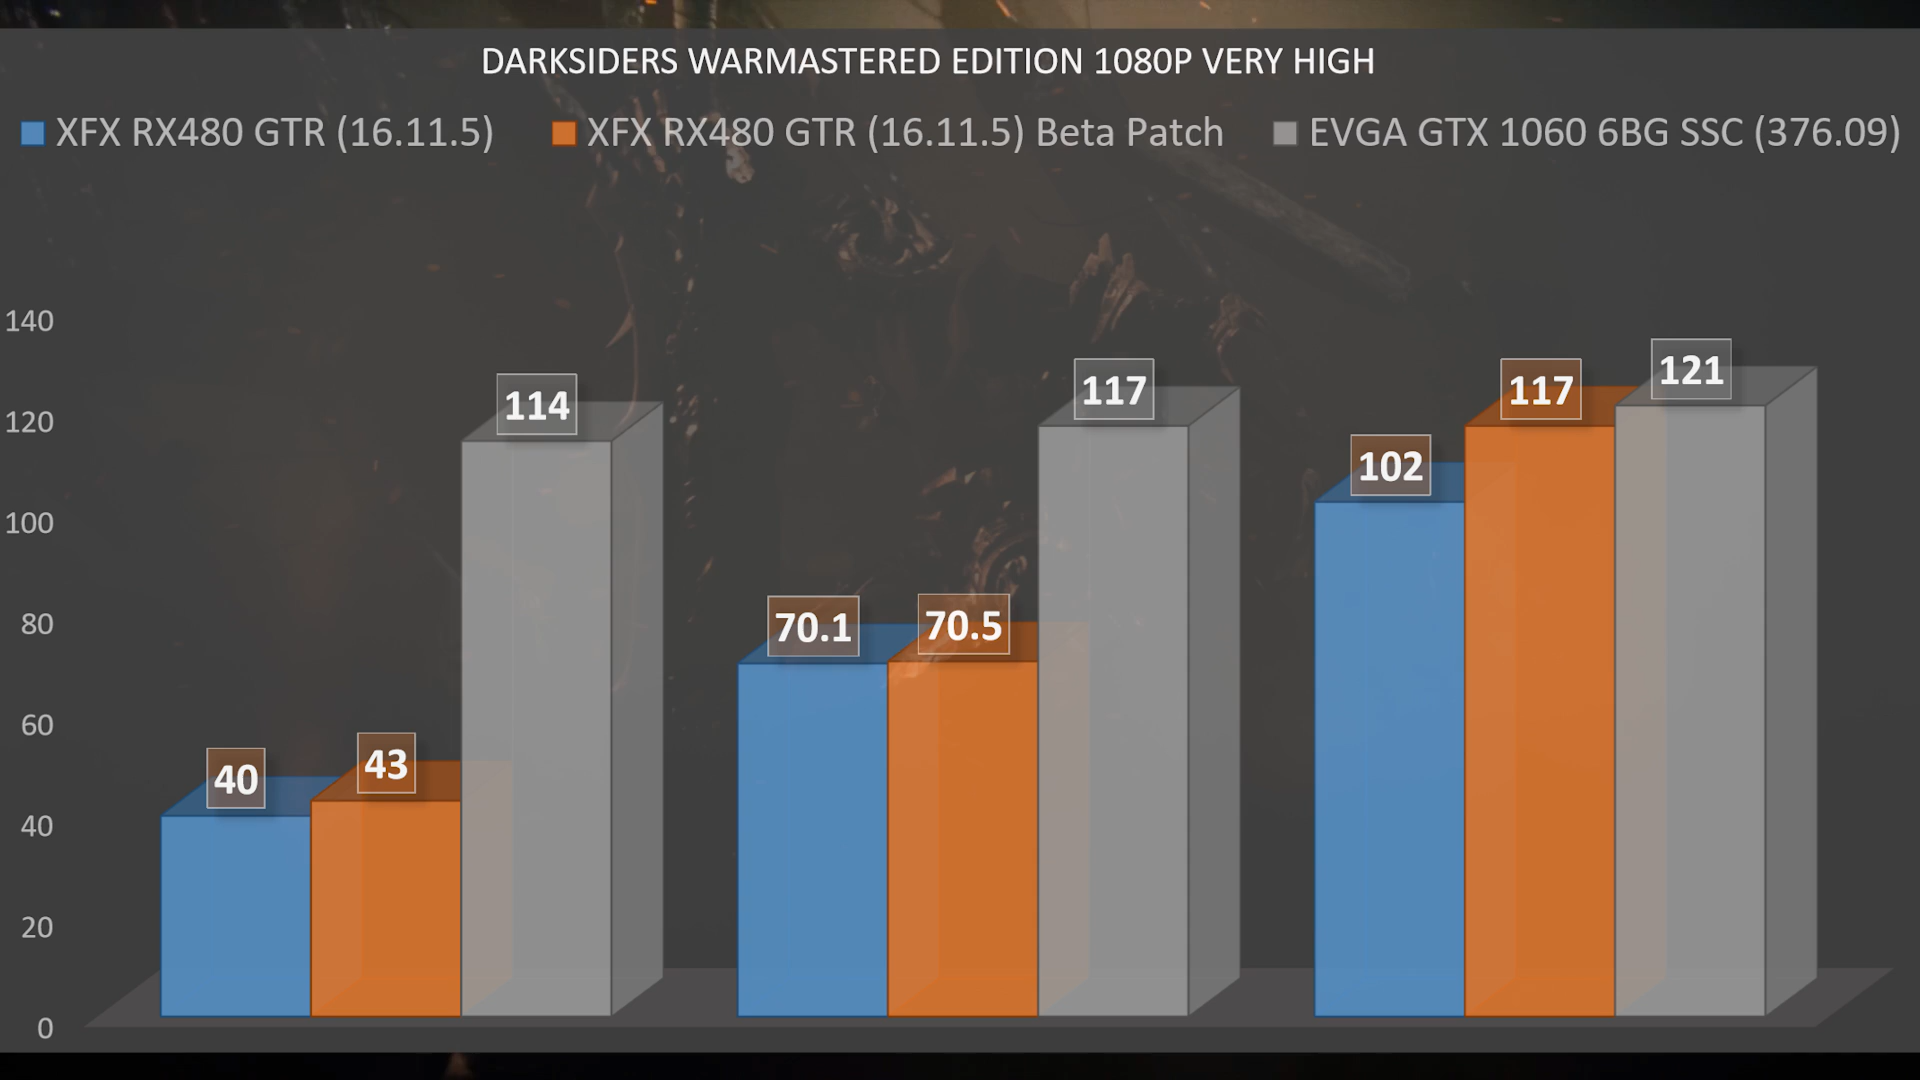 DARKSIDERS WARMASTERED EDITION 1080P VERY HIGH
XFX RX480 GTR (16.11.5) XFX RX480 GTR (16.11.5) Beta Patch EVGA GTX 1060 6BG SSC (376.09)
140
120
100
80
60
40
20
0
40 43 114
70.1 70.5 117
102 117 121